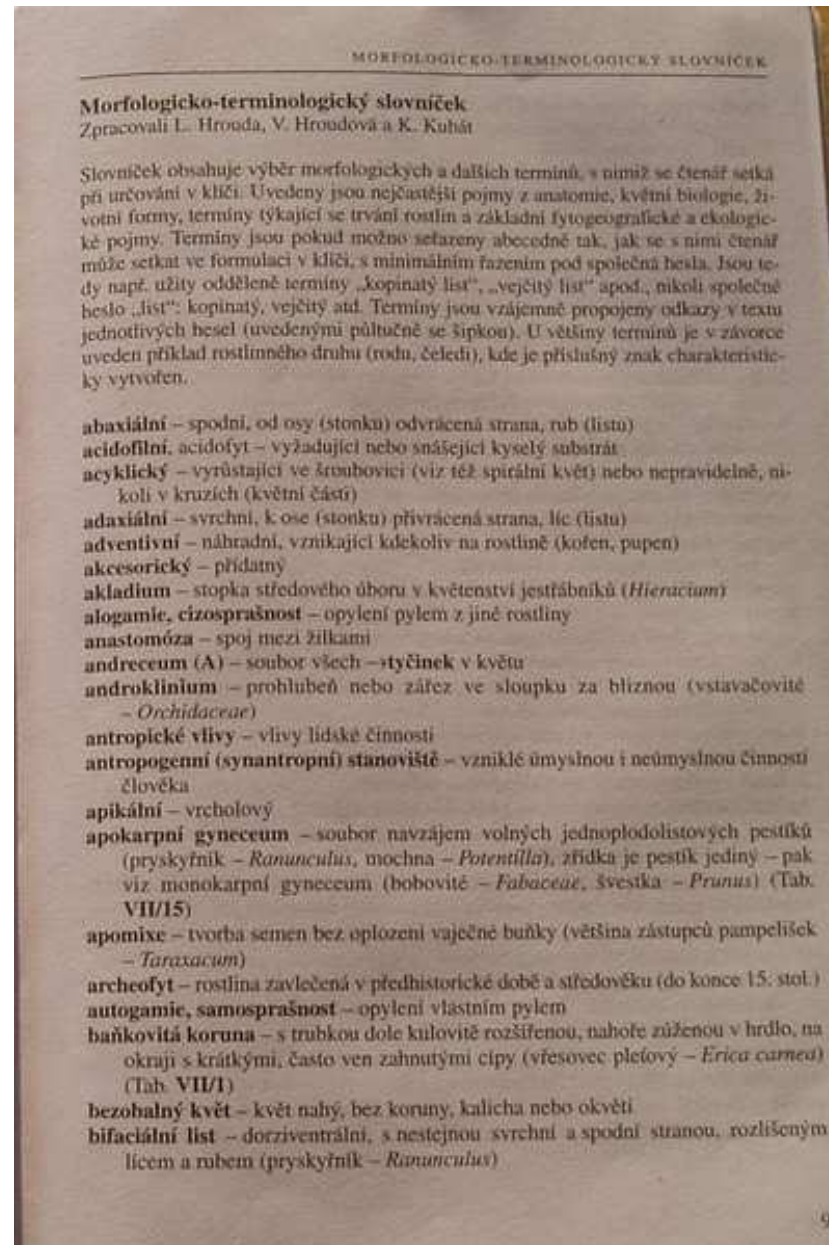 MORFOLOGICKO-TERMINOLOGICKÝ SLOVNÍČEK
Morfologicko-terminologický slovníček
Zpracovali L. Hrouda, V. Hroudová a K. Kubát
Slovníček obsahuje výběr morfologických a dalších termínů, s nimiž se čtenář setká
při určování v klíči. Uvedeny jsou nejčastější pojmy z anatomie, květní biologie, ži-
votní formy, termíny týkající se trvání rostlin a základní fytogeografické a ekologic-
ké pojmy. Termíny jsou pokud možno seřazeny abecedně tak, jak se s nimi čtenář
může setkat ve formulaci v klíči, s minimálním řazením pod společná hesla. Jsou te-
dy např. užity odděleně termíny „kopinatý list“, „vejčitý list“ apod., nikoli společné
heslo „list“: kopinatý, vejčitý atd. Termíny jsou vzájemně propojeny odkazy v textu
jednotlivých hesel (uvedenými půltučně se šipkou). U většiny termínů je v závorce
uveden příklad rostlinného druhu (rodu, čeledi), kde je příslušný znak charakteristic-
ky vytvořen.
abaxiální – spodní, od osy (stonku) odvrácená strana, rub (listu)
acidofilní, acidofyt – vyžadující nebo snášející kyselý substrát
acyklický – vyrůstající ve šroubovici (viz též spirální květ) nebo nepravidelně, ni-
koli v kruzích (květní části)
adaxiální – svrchní, k ose (stonku) přivrácená strana, líc (listu)
adventivní – náhradní, vznikající kdekoliv na rostlině (kořen, pupen)
akcesorický – přídatný
akladium – stopka středového úboru v květenství jestřábníků (Hieracium)
alogamie, cizosprašnost – opylení pylem z jiné rostliny
anastomóza – spoj mezi žilkami
andreceum (A) – soubor všech →tyčinek v květu
androklinium – prohlubeň nebo zářez ve sloupku za bliznou (vstavačovité
– Orchidaceae)
antropické vlivy – vlivy lidské činnosti
antropogenní (synantropní) stanoviště – vzniklé úmyslnou i neúmyslnou činností
člověka
apikální – vrcholový
apokarpní gyneceum – soubor navzájem volných jednoplodolistových pestíků
(pryskyřník – Ranunculus, mochna – Potentilla), zřídka je pestík jediný – pak
viz monokarpní gyneceum (bobovité – Fabaceae, švestka – Prunus) (Tab.
VII/15)
apomixe – tvorba semen bez oplození vaječné buňky (většina zástupců pampelišek
– Taraxacum)
archeofyt – rostlina zavlečená v předhistorické době a středověku (do konce 15. stol.)
autogamie, samosprašnost – opylení vlastním pylem
baňkovitá koruna – s trubkou dole kulovitě rozšířenou, nahoře zúženou v hrdlo, na
okraji s krátkými, často ven zahnutými cípy (vřesovec pleťový – Erica carnea)
(Tab. VII/1)
bezobalný květ – květ nahý, bez koruny, kalicha nebo okvětí
bifaciální list – dorziventrální, s nestejnou svrchní a spodní stranou, rozlišeným
lícem a rubem (pryskyřník – Ranunculus)
9